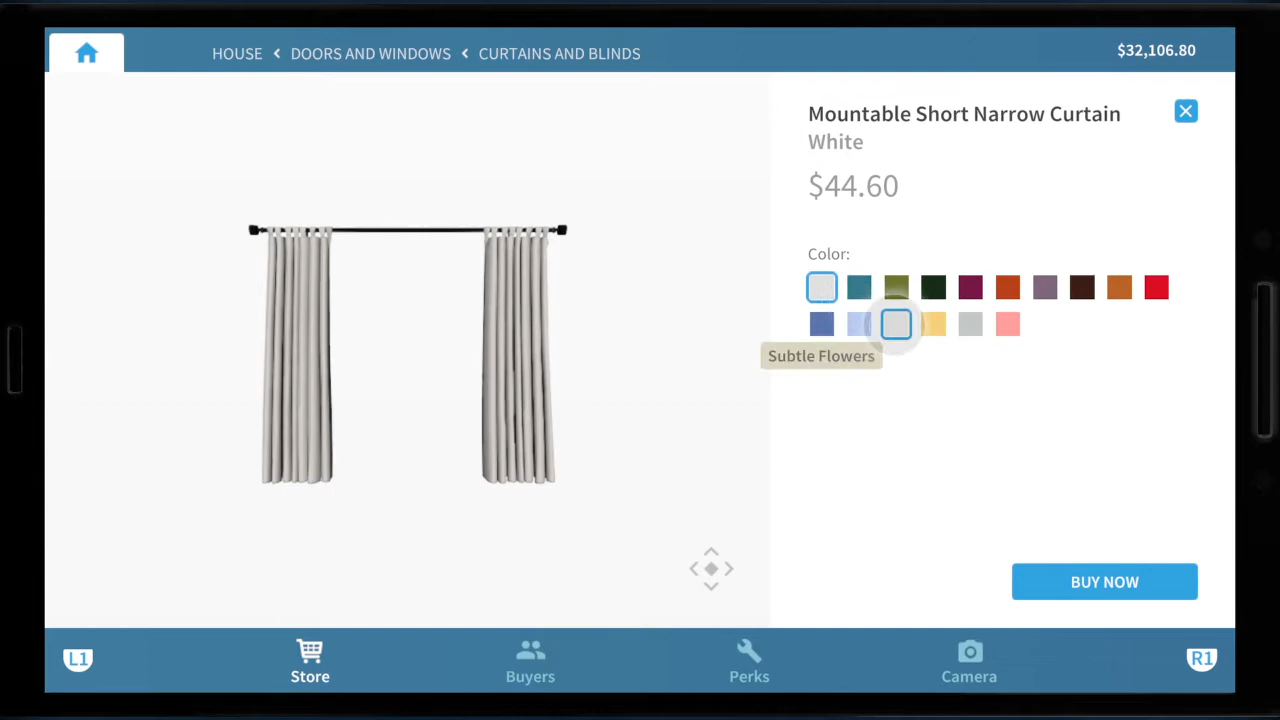 HOUSE < DOORS AND WINDOWS < CURTAINS AND BLINDS
$32,106.80
Mountable Short Narrow Curtain
White
$44.60
Color:
Subtle Flowers
BUY NOW
L1
Store
Buyers
Perks
Camera
R1